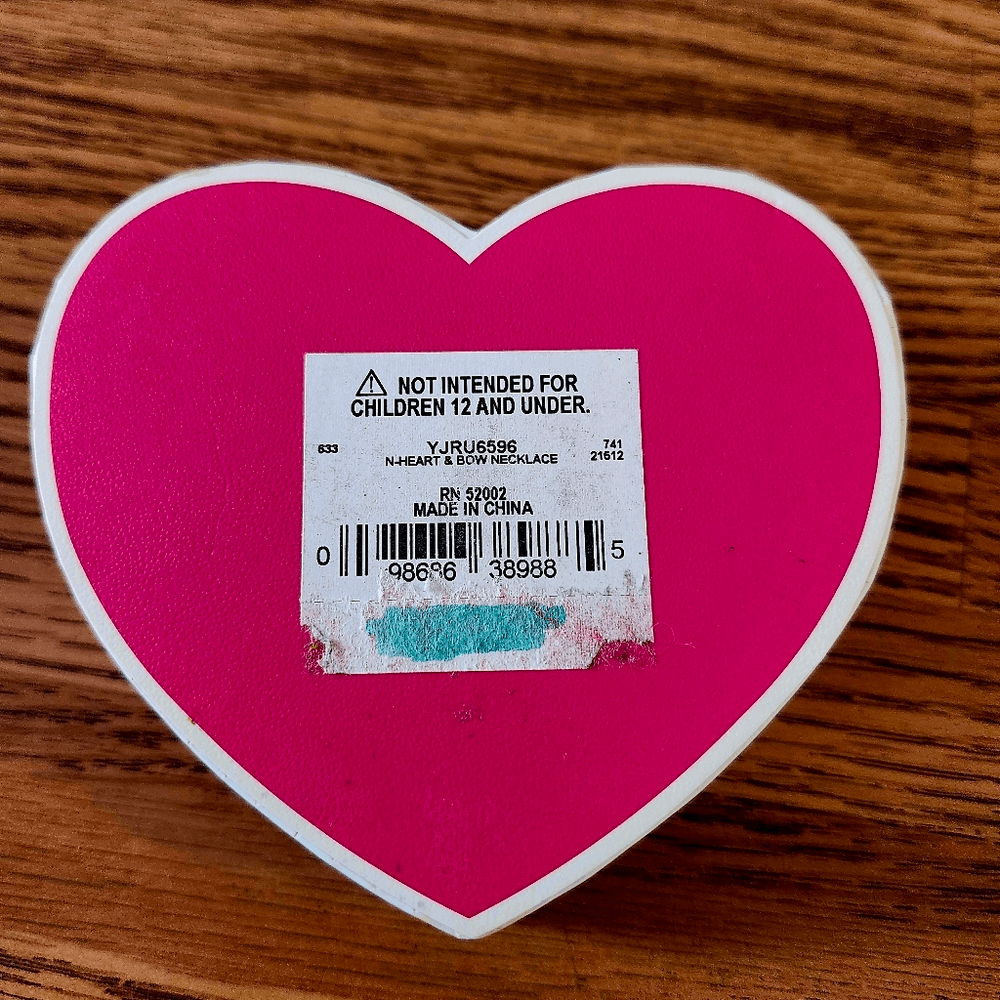 ⚠ NOT INTENDED FOR
CHILDREN 12 AND UNDER.
633 YJRU6596 741
N-HEART & BOW NECKLACE 21512
RN 52002
MADE IN CHINA
0 98686 38988 5